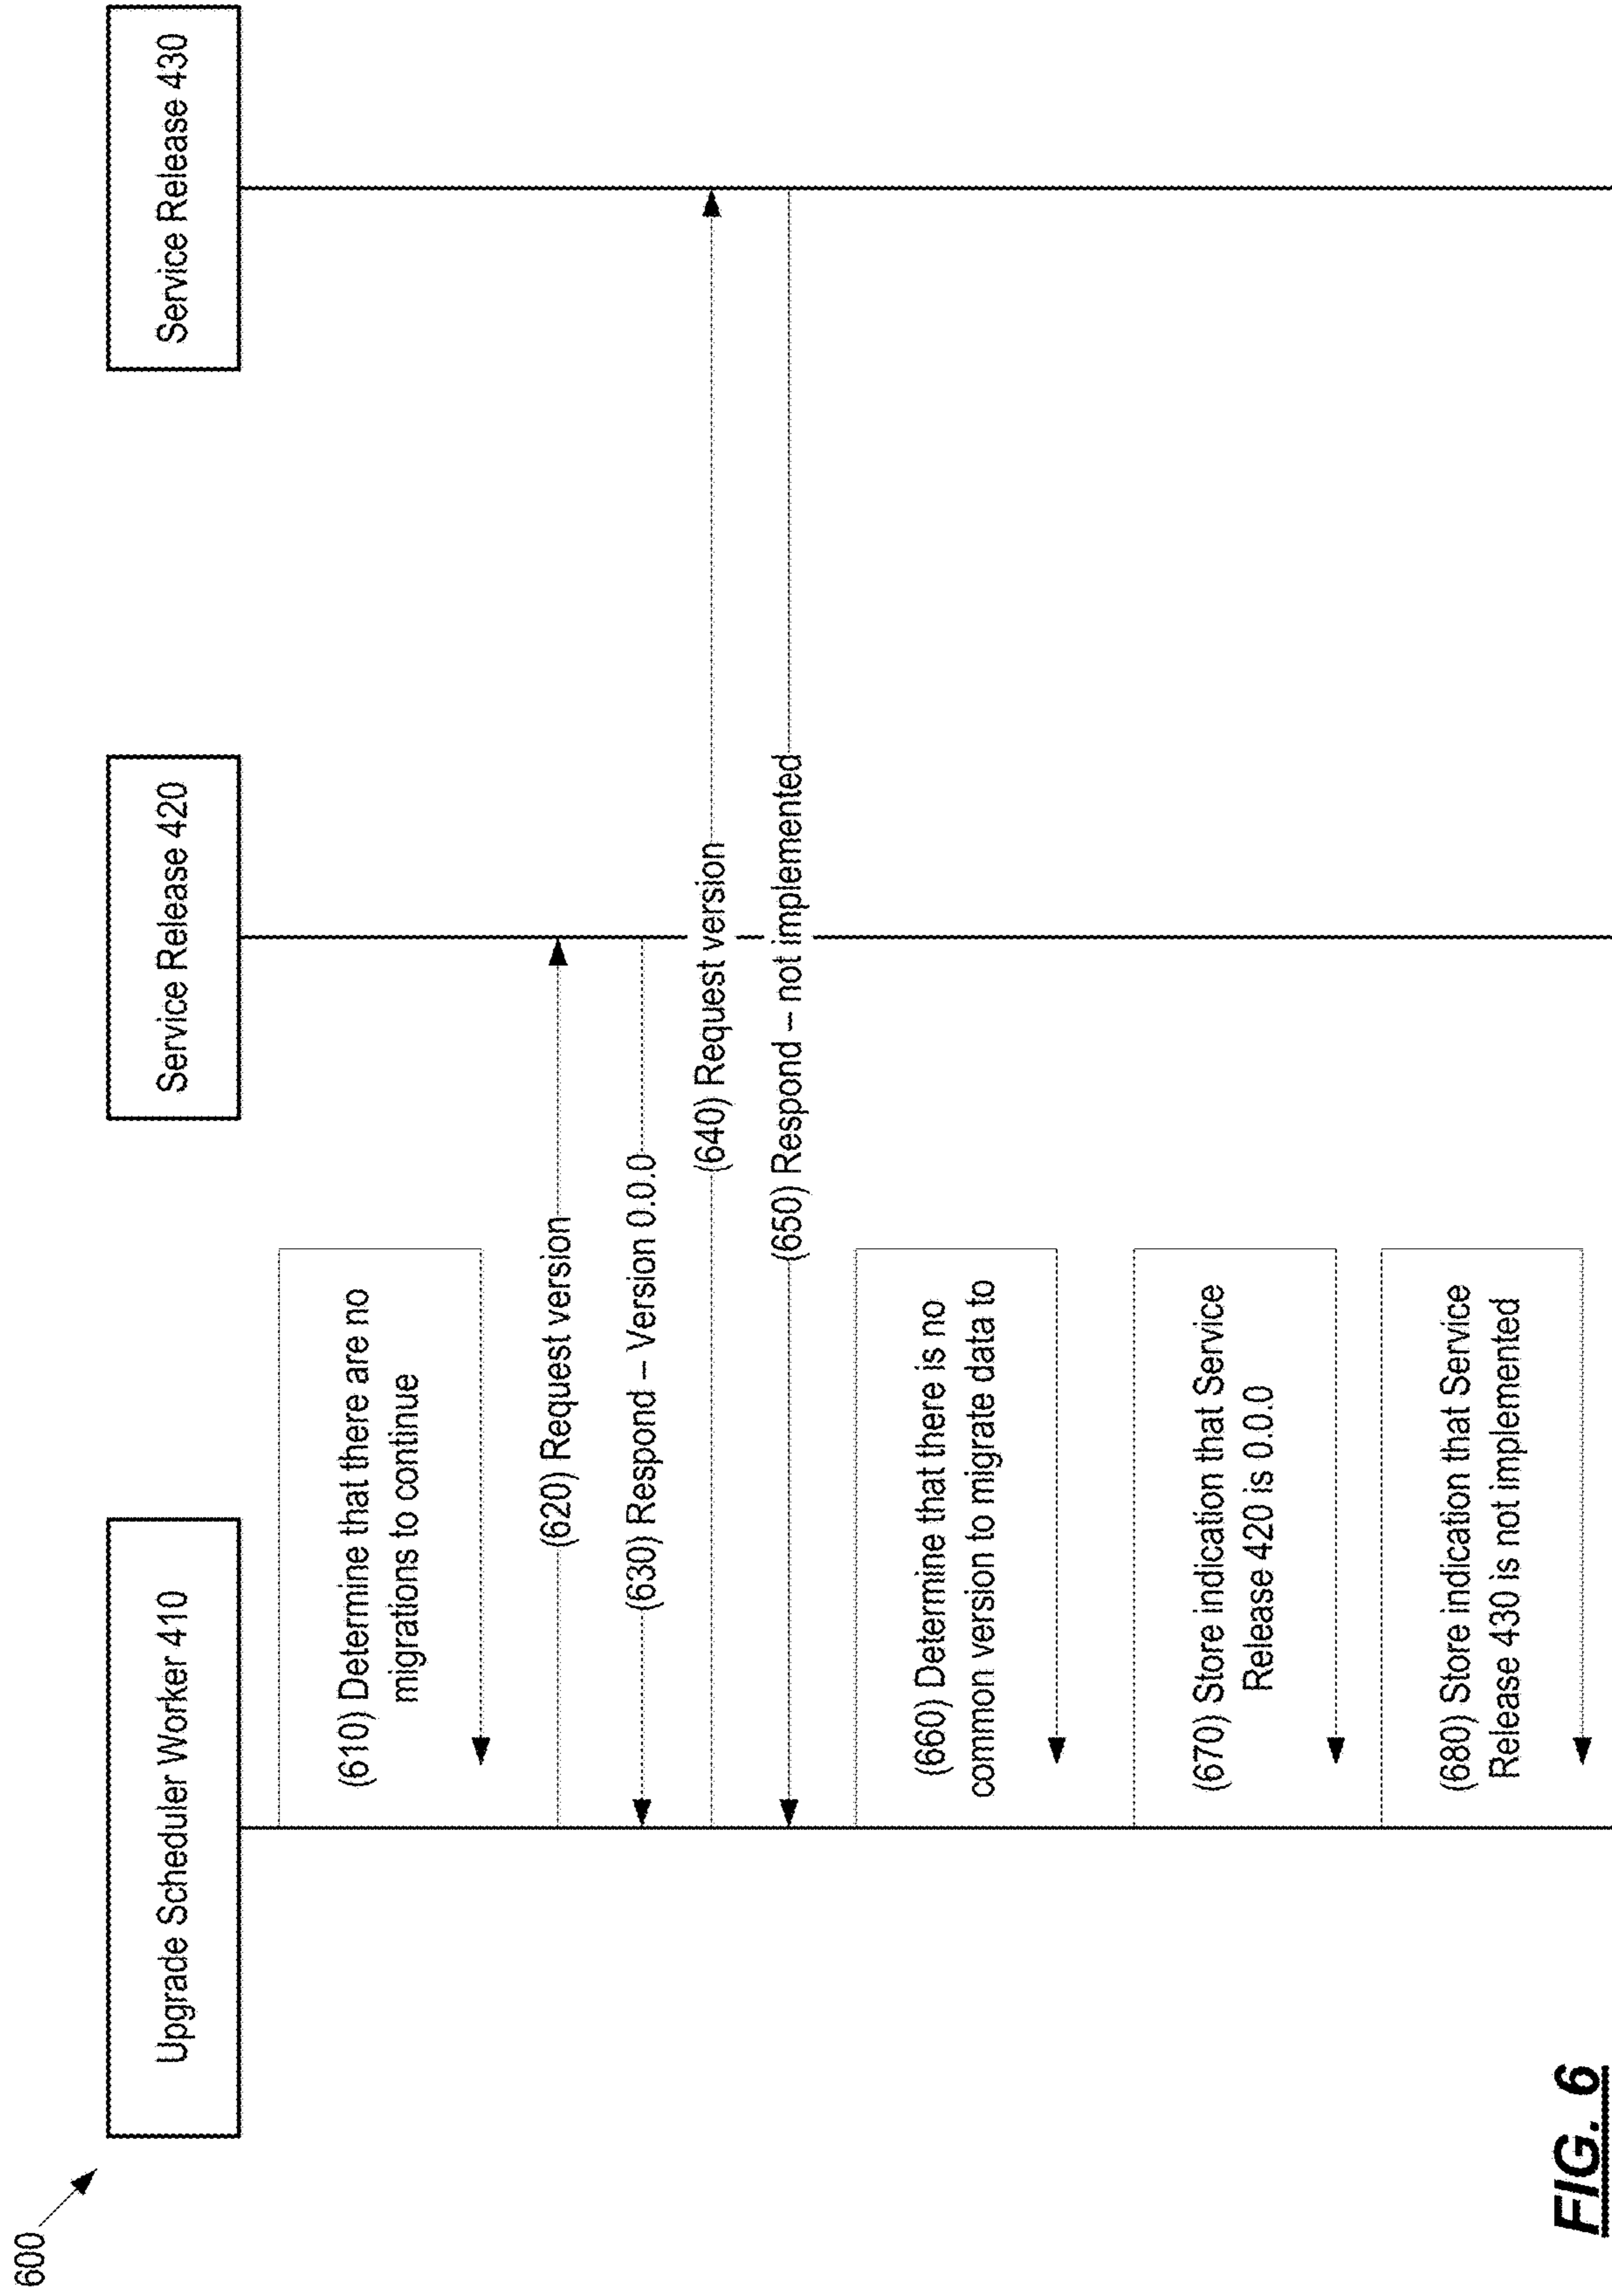 600
Upgrade Scheduler Worker 410
Service Release 420
Service Release 430
(610) Determine that there are no
migrations to continue
(620) Request version
(630) Respond – Version 0.0.0
(640) Request version
(650) Respond – not implemented
(660) Determine that there is no
common version to migrate data to
(670) Store indication that Service
Release 420 is 0.0.0
(680) Store indication that Service
Release 430 is not implemented
FIG. 6